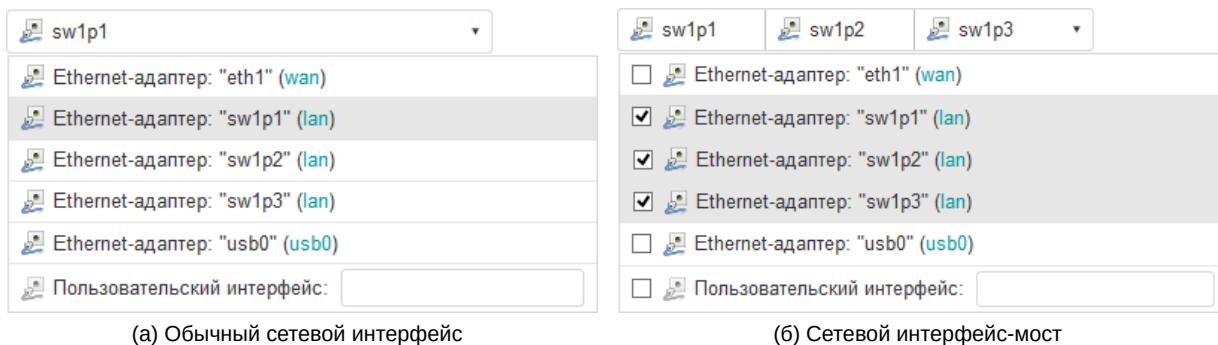 sw1p1
Ethernet-адаптер: "eth1" (wan)
Ethernet-адаптер: "sw1p1" (lan)
Ethernet-адаптер: "sw1p2" (lan)
Ethernet-адаптер: "sw1p3" (lan)
Ethernet-адаптер: "usb0" (usb0)
Пользовательский интерфейс:
(а) Обычный сетевой интерфейс
sw1p1 sw1p2 sw1p3
Ethernet-адаптер: "eth1" (wan)
Ethernet-адаптер: "sw1p1" (lan)
Ethernet-адаптер: "sw1p2" (lan)
Ethernet-адаптер: "sw1p3" (lan)
Ethernet-адаптер: "usb0" (usb0)
Пользовательский интерфейс:
(б) Сетевой интерфейс-мост